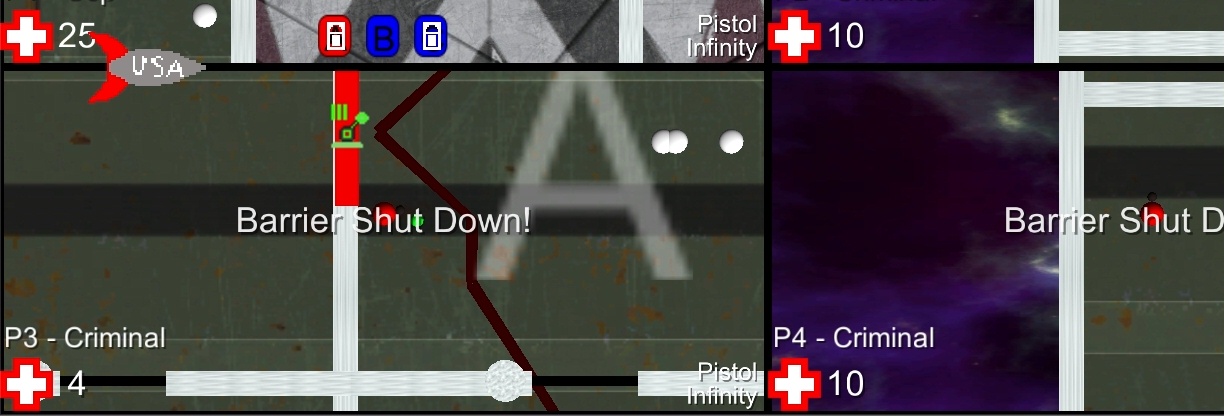 25
B
Pistol
Infinity
10
USA
A
Barrier Shut Down!
Barrier Shut D
P3 - Criminal
4
Pistol
Infinity
P4 - Criminal
10